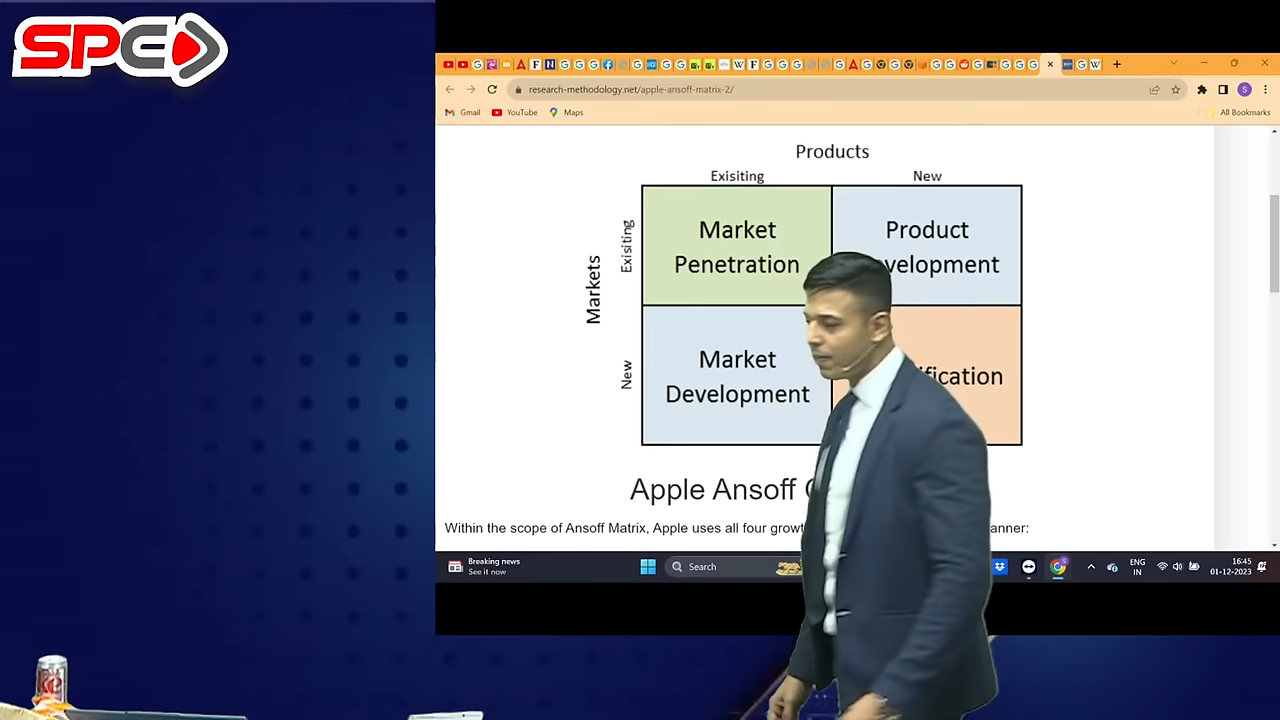 SPED
research-methodology.net/apple-ansoff-matrix-2/
Gmail
YouTube
Maps
All Bookmarks
Products
Exisiting
New
Markets
Exisiting
New
Market
Penetration
Product
velopment
Market
Development
ification
Apple Ansoff
Within the scope of Ansoff Matrix, Apple uses all four growt
anner:
Breaking news
See it now
Search
ENG
IN
16:45
01-12-2023